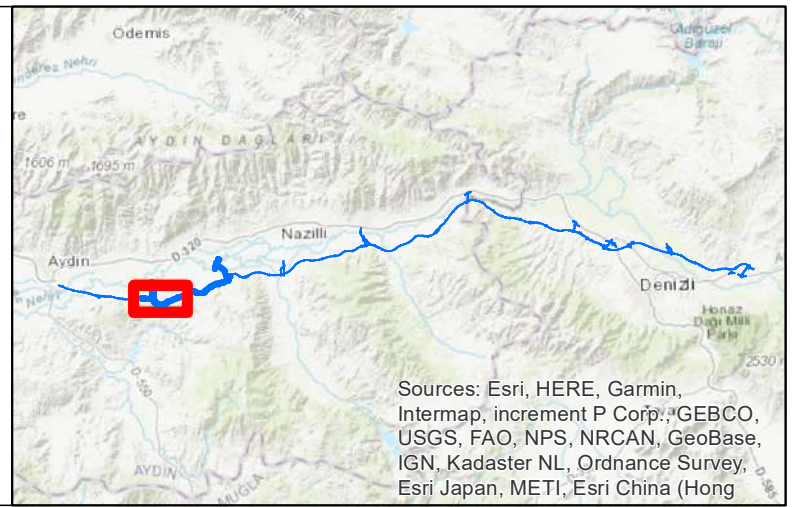 Ödemiş
Adıgüzel
Barajı
nderes Nehri
re
AYDIN DAĞLARI
1606 m
1695 m
D-320
Nazilli
Aydın
Nehri
Denizli
Honaz
Dağı Milli
Parkı
2530 m
D-550
AYDIN
MUĞLA
D-585
Sources: Esri, HERE, Garmin,
Intermap, increment P Corp., GEBCO,
USGS, FAO, NPS, NRCAN, GeoBase,
IGN, Kadaster NL, Ordnance Survey,
Esri Japan, METI, Esri China (Hong